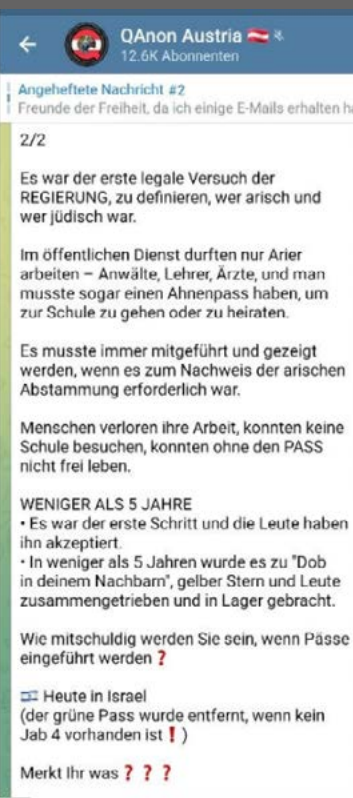 QAnon Austria 🇦🇹
12.6K Abonnenten
Angeheftete Nachricht #2
Freunde der Freiheit, da ich einige E-Mails erhalten
2/2
Es war der erste legale Versuch der
REGIERUNG, zu definieren, wer arisch und
wer jüdisch war.
Im öffentlichen Dienst durften nur Arier
arbeiten – Anwälte, Lehrer, Ärzte, und man
musste sogar einen Ahnenpass haben, um
zur Schule zu gehen oder zu heiraten.
Es musste immer mitgeführt und gezeigt
werden, wenn es zum Nachweis der arischen
Abstammung erforderlich war.
Menschen verloren ihre Arbeit, konnten keine
Schule besuchen, konnten ohne den PASS
nicht frei leben.
WENIGER ALS 5 JAHRE
• Es war der erste Schritt und die Leute haben
ihn akzeptiert.
• In weniger als 5 Jahren wurde es zu "Dob
in deinem Nachbarn", gelber Stern und Leute
zusammengetrieben und in Lager gebracht.
Wie mitschuldig werden Sie sein, wenn Pässe
eingeführt werden ❓
🇮🇱 Heute in Israel
(der grüne Pass wurde entfernt, wenn kein
Jab 4 vorhanden ist ❗ )
Merkt Ihr was ❓ ❓ ❓